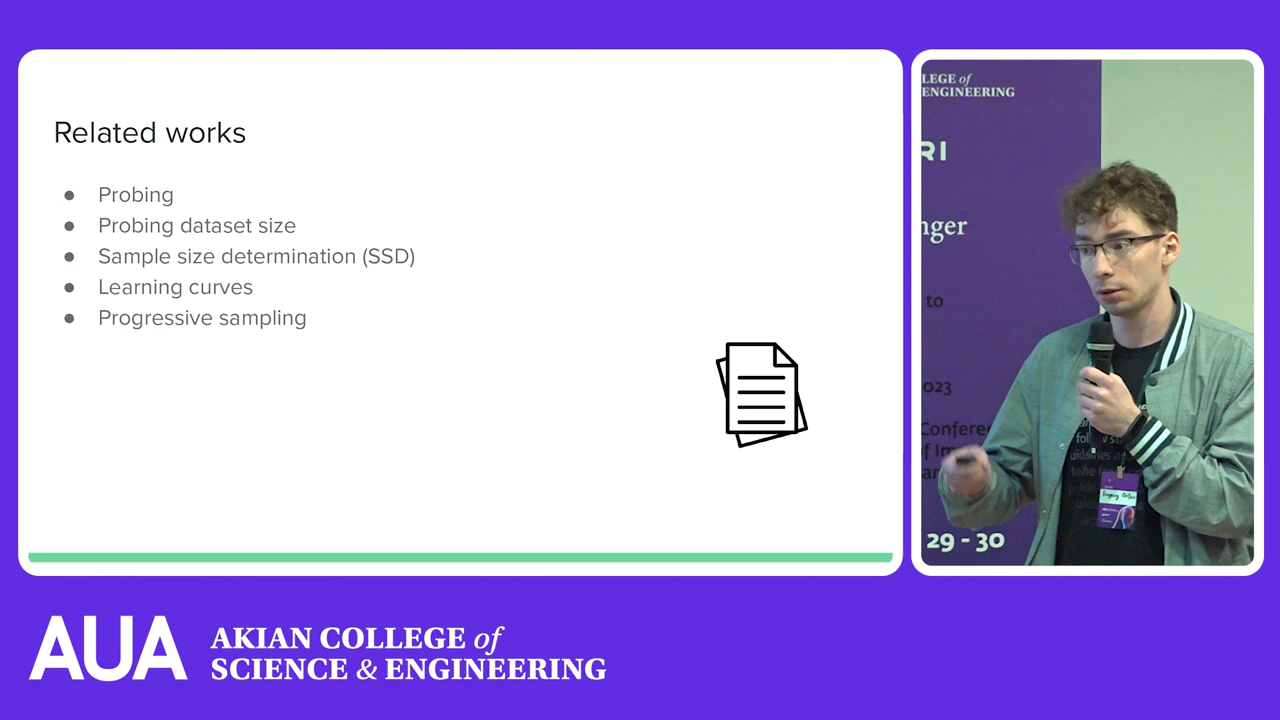 Related works
● Probing
● Probing dataset size
● Sample size determination (SSD)
● Learning curves
● Progressive sampling
LEGE of
ENGINEERING
RI
nger
to
023
Confere
f Im
29 - 30
AUA
AKIAN COLLEGE of
SCIENCE & ENGINEERING